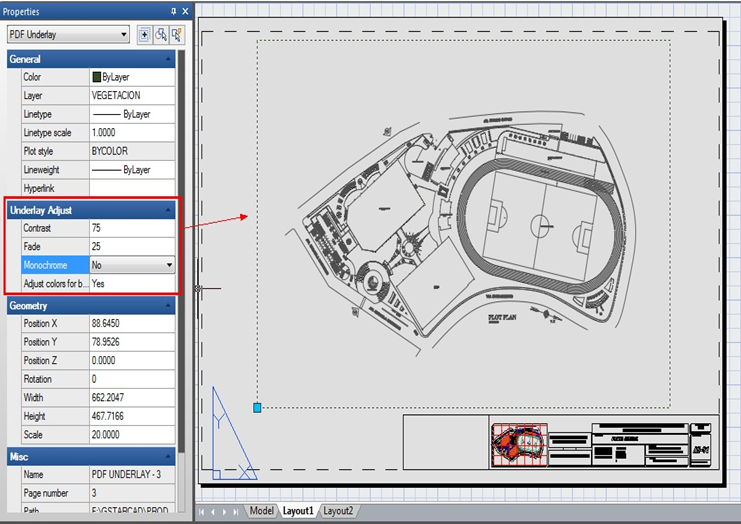 Properties
PDF Underlay
General
Color ByLayer
Layer VEGETACION
Linetype ByLayer
Linetype scale 1.0000
Plot style BYCOLOR
Lineweight ByLayer
Hyperlink
Underlay Adjust
Contrast 75
Fade 25
Monochrome No
Adjust colors for b... Yes
Geometry
Position X 88.6450
Position Y 78.9526
Position Z 0.0000
Rotation 0
Width 662.2047
Height 467.7166
Scale 20.0000
Misc
Name PDF UNDERLAY - 3
Page number 3
Path F:\GSTARCAD\PROD
PLOT PLAN
Y
X
Model Layout1 Layout2